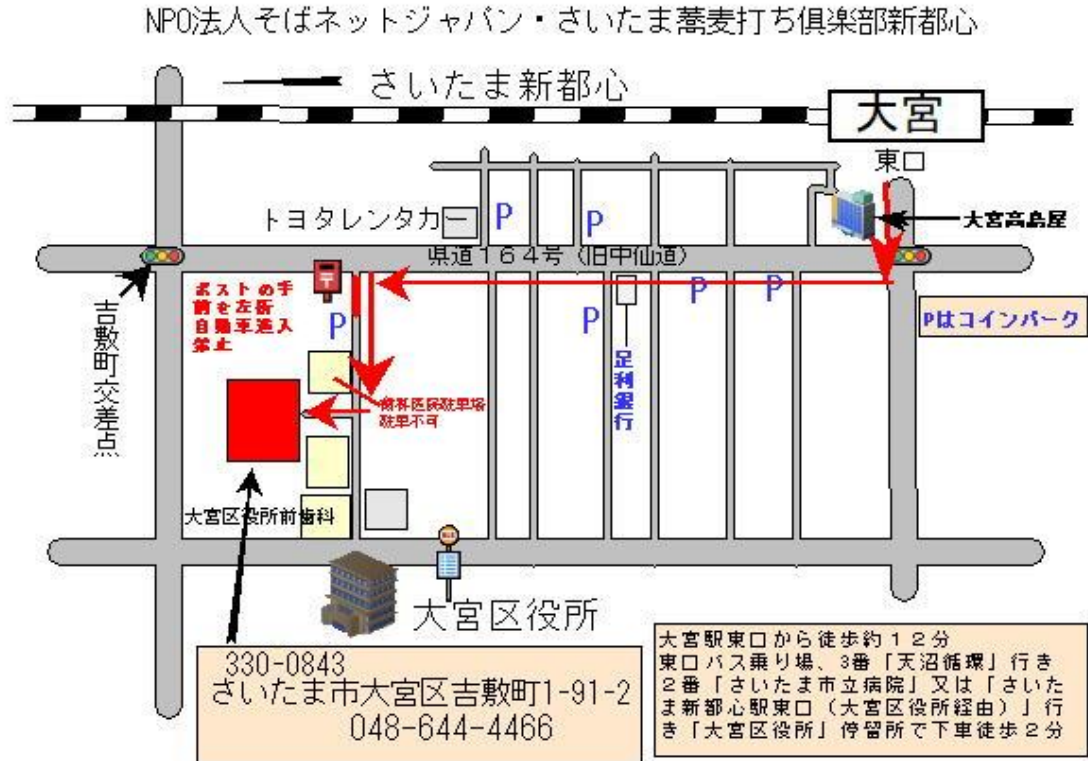 NPO法人そばネットジャパン・さいたま蕎麦打ち倶楽部新都心
さいたま新都心
大宮
東口
トヨタレンタカー
P
P
大宮高島屋
県道164号(旧中仙道)
ポストの手
前を左折
自動車進入
禁止
P
P
P
P
Pはコインパーク
吉敷町交差点
足利銀行
歯科医院駐車場
駐車不可
大宮区役所前歯科
大宮区役所
330-0843
さいたま市大宮区吉敷町1-91-2
048-644-4466
大宮駅東口から徒歩約12分
東口バス乗り場、3番「天沼循環」行き
2番「さいたま市立病院」又は「さいた
ま新都心駅東口(大宮区役所経由)」行
き「大宮区役所」停留所で下車徒歩2分